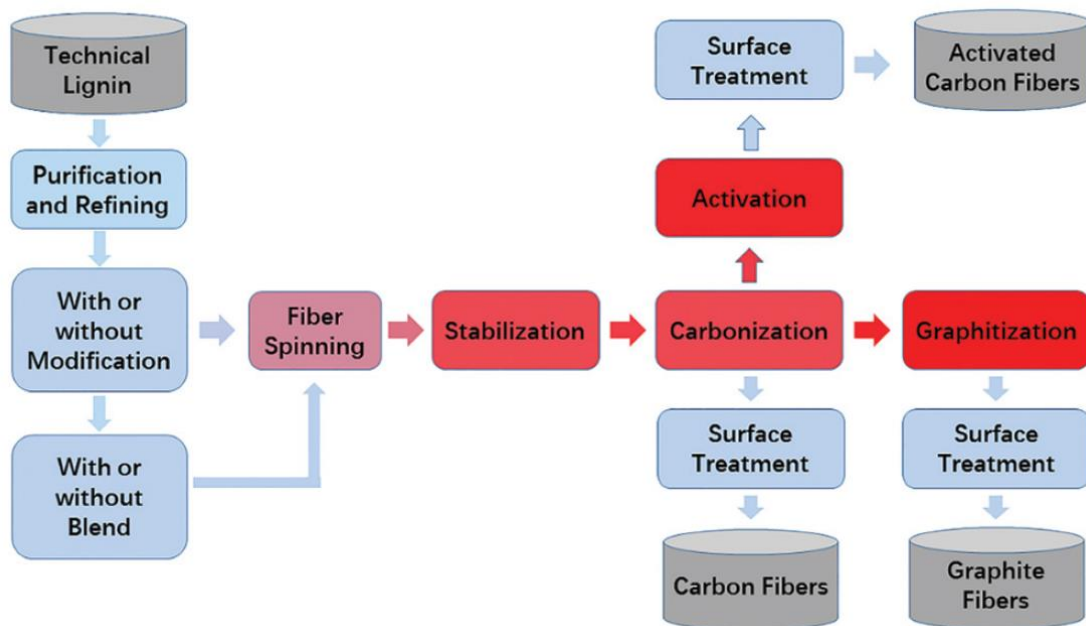 Technical
Lignin
Purification
and Refining
With or
without
Modification
With or
without
Blend
Fiber
Spinning
Stabilization
Carbonization
Activation
Surface
Treatment
Activated
Carbon Fibers
Graphitization
Surface
Treatment
Carbon Fibers
Surface
Treatment
Graphite
Fibers